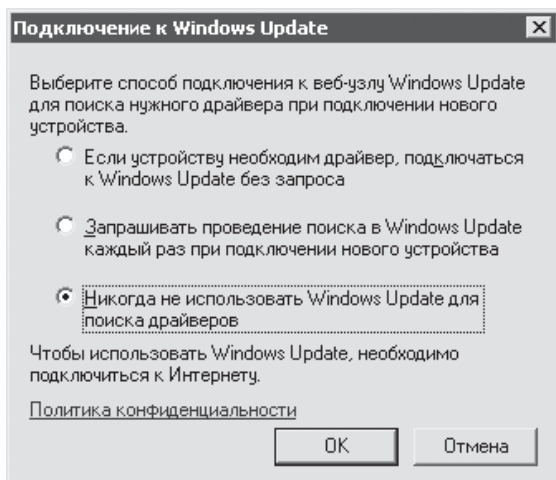 Подключение к Windows Update
Выберите способ подключения к веб-узлу Windows Update
для поиска нужного драйвера при подключении нового
устройства.
Если устройству необходим драйвер, подключаться
к Windows Update без запроса
Запрашивать проведение поиска в Windows Update
каждый раз при подключении нового устройства
Никогда не использовать Windows Update для
поиска драйверов
Чтобы использовать Windows Update, необходимо
подключиться к Интернету.
Политика конфиденциальности
OK Отмена